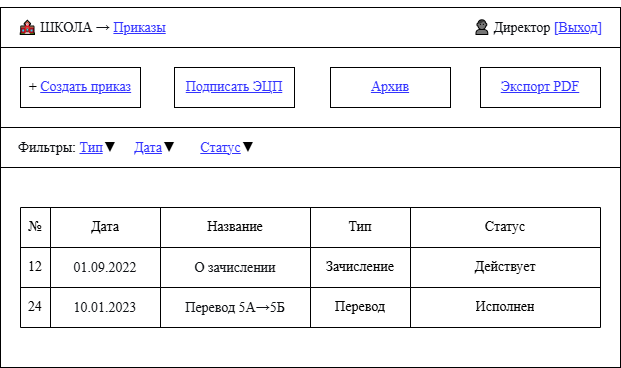 ШКОЛА → Приказы Директор [Выход]
+ Создать приказ Подписать ЭЦП Архив Экспорт PDF
Фильтры: Тип▼ Дата▼ Статус▼
№ Дата Название Тип Статус
12 01.09.2022 О зачислении Зачисление Действует
24 10.01.2023 Перевод 5А→5Б Перевод Исполнен